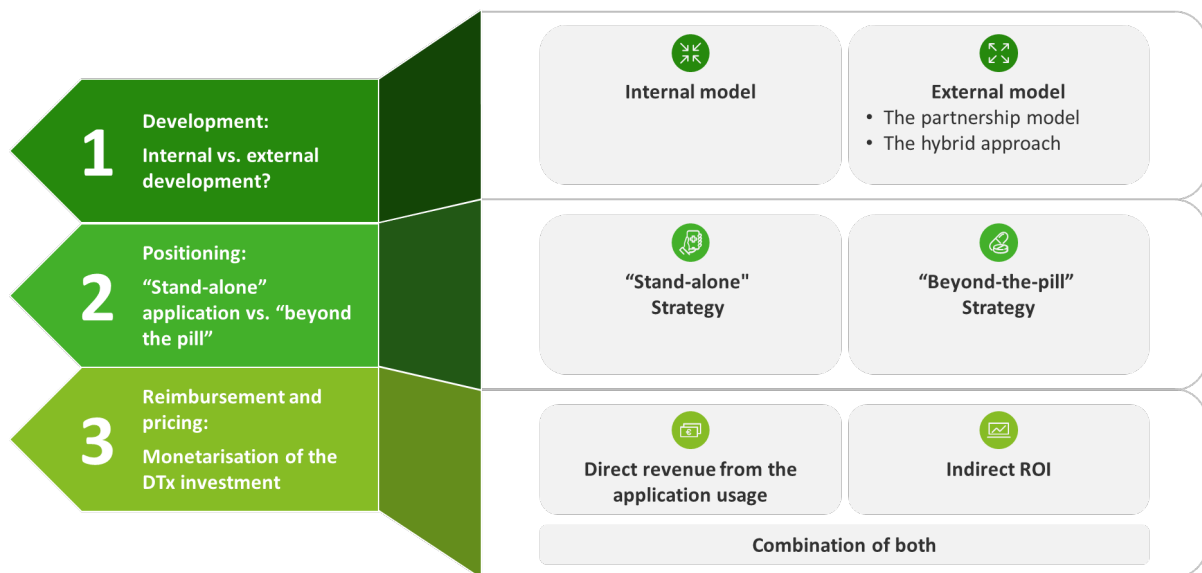 1
Development:
Internal vs. external
development?
Internal model
External model
• The partnership model
• The hybrid approach
2
Positioning:
“Stand-alone”
application vs. “beyond
the pill”
“Stand-alone"
Strategy
“Beyond-the-pill”
Strategy
3
Reimbursement and
pricing:
Monetarisation of the
DTx investment
Direct revenue from the
application usage
Indirect ROI
Combination of both